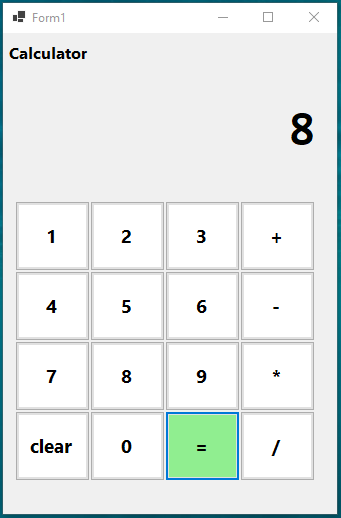 Form1
Calculator
8
1 2 3 +
4 5 6 -
7 8 9 *
clear 0 = /